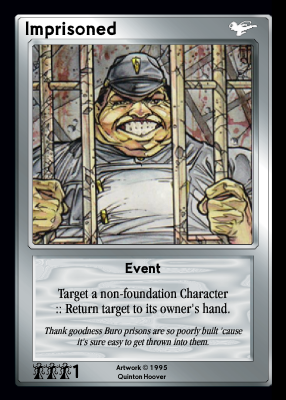 Imprisoned
Event
Target a non-foundation Character
:: Return target to its owner's hand.
Thank goodness Buro prisons are so poorly built 'cause
it's sure easy to get thrown into them.
1
Artwork © 1995
Quinton Hoover